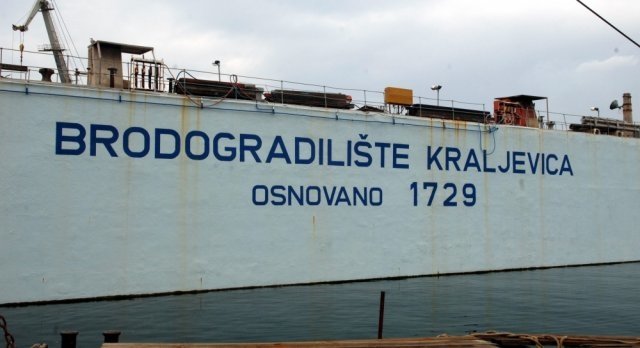 BRODOGRADILIŠTE KRALJEVICA
OSNOVANO 1729